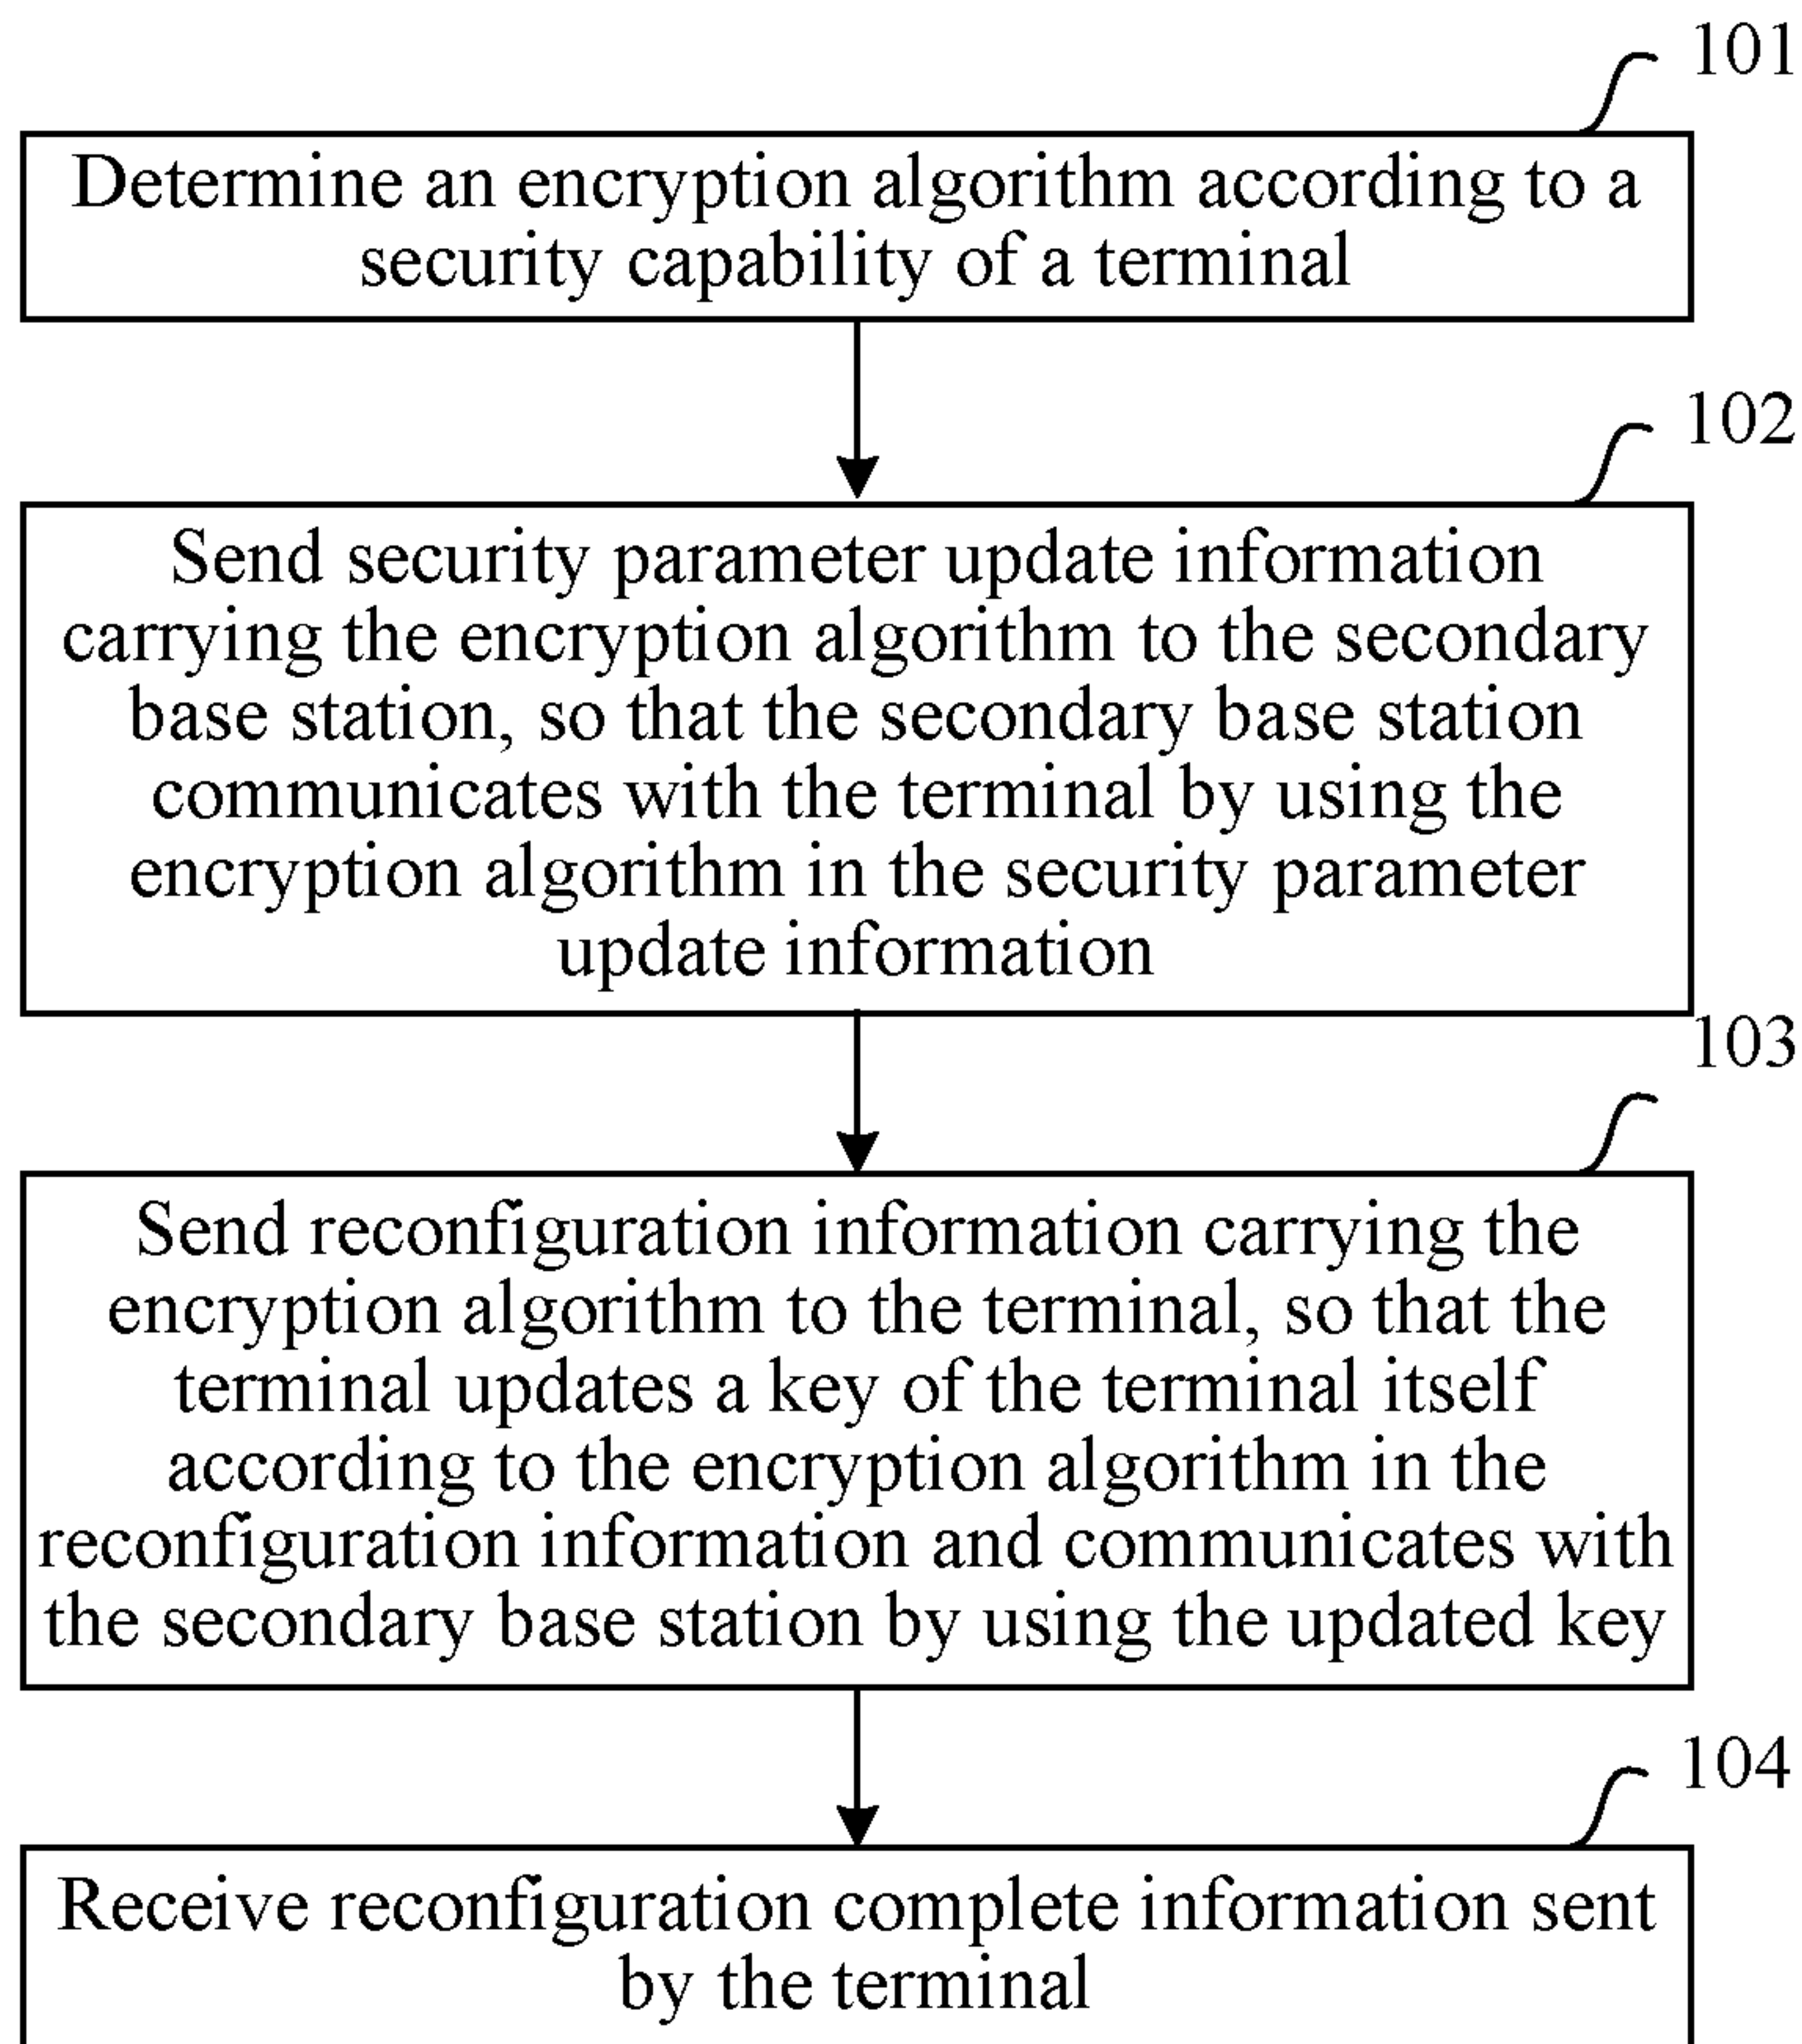 101
Determine an encryption algorithm according to a
security capability of a terminal
102
Send security parameter update information
carrying the encryption algorithm to the secondary
base station, so that the secondary base station
communicates with the terminal by using the
encryption algorithm in the security parameter
update information
103
Send reconfiguration information carrying the
encryption algorithm to the terminal, so that the
terminal updates a key of the terminal itself
according to the encryption algorithm in the
reconfiguration information and communicates with
the secondary base station by using the updated key
104
Receive reconfiguration complete information sent
by the terminal